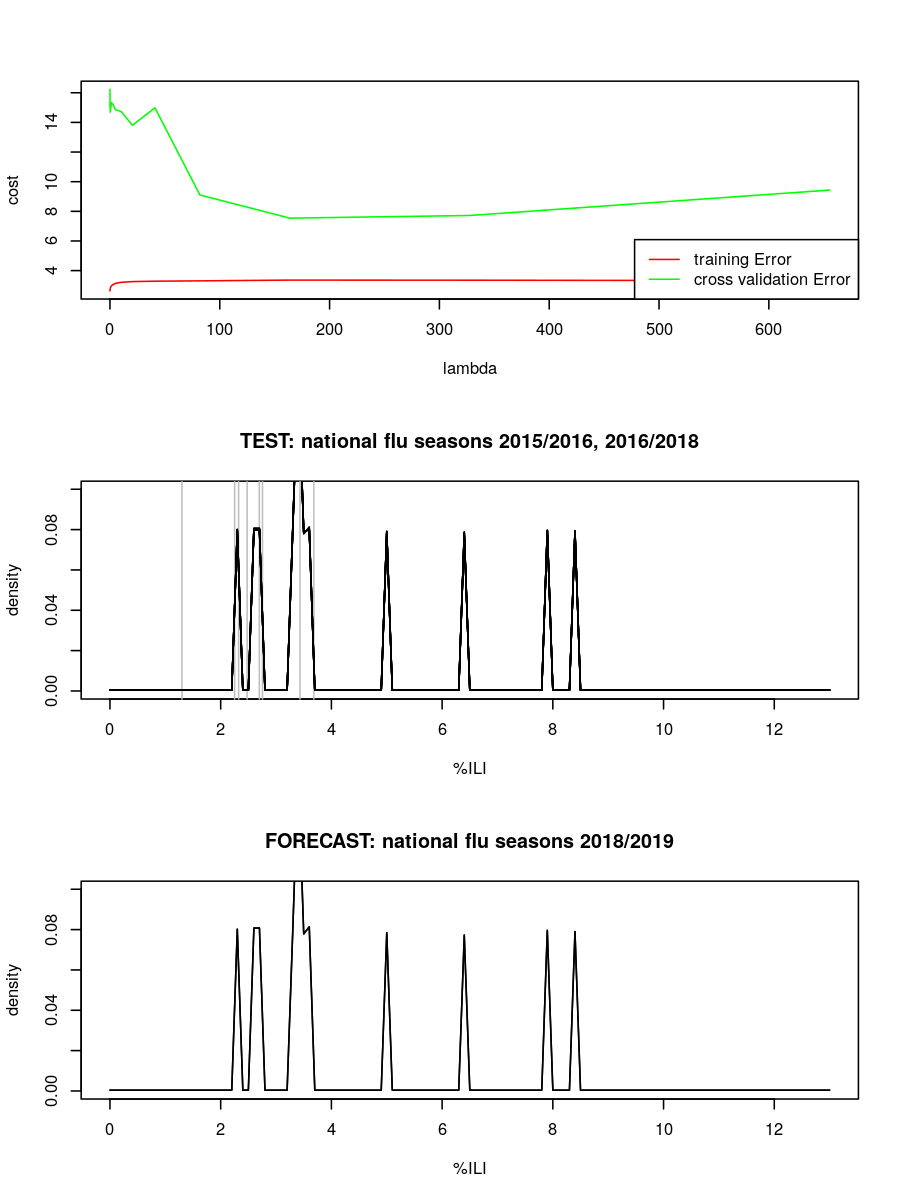 cost
14
10
8
6
4
training Error
cross validation Error
0 100 200 300 400 500 600
lambda
TEST: national flu seasons 2015/2016, 2016/2018
density
0.08
0.04
0.00
0 2 4 6 8 10 12
%ILI
FORECAST: national flu seasons 2018/2019
density
0.08
0.04
0.00
0 2 4 6 8 10 12
%ILI